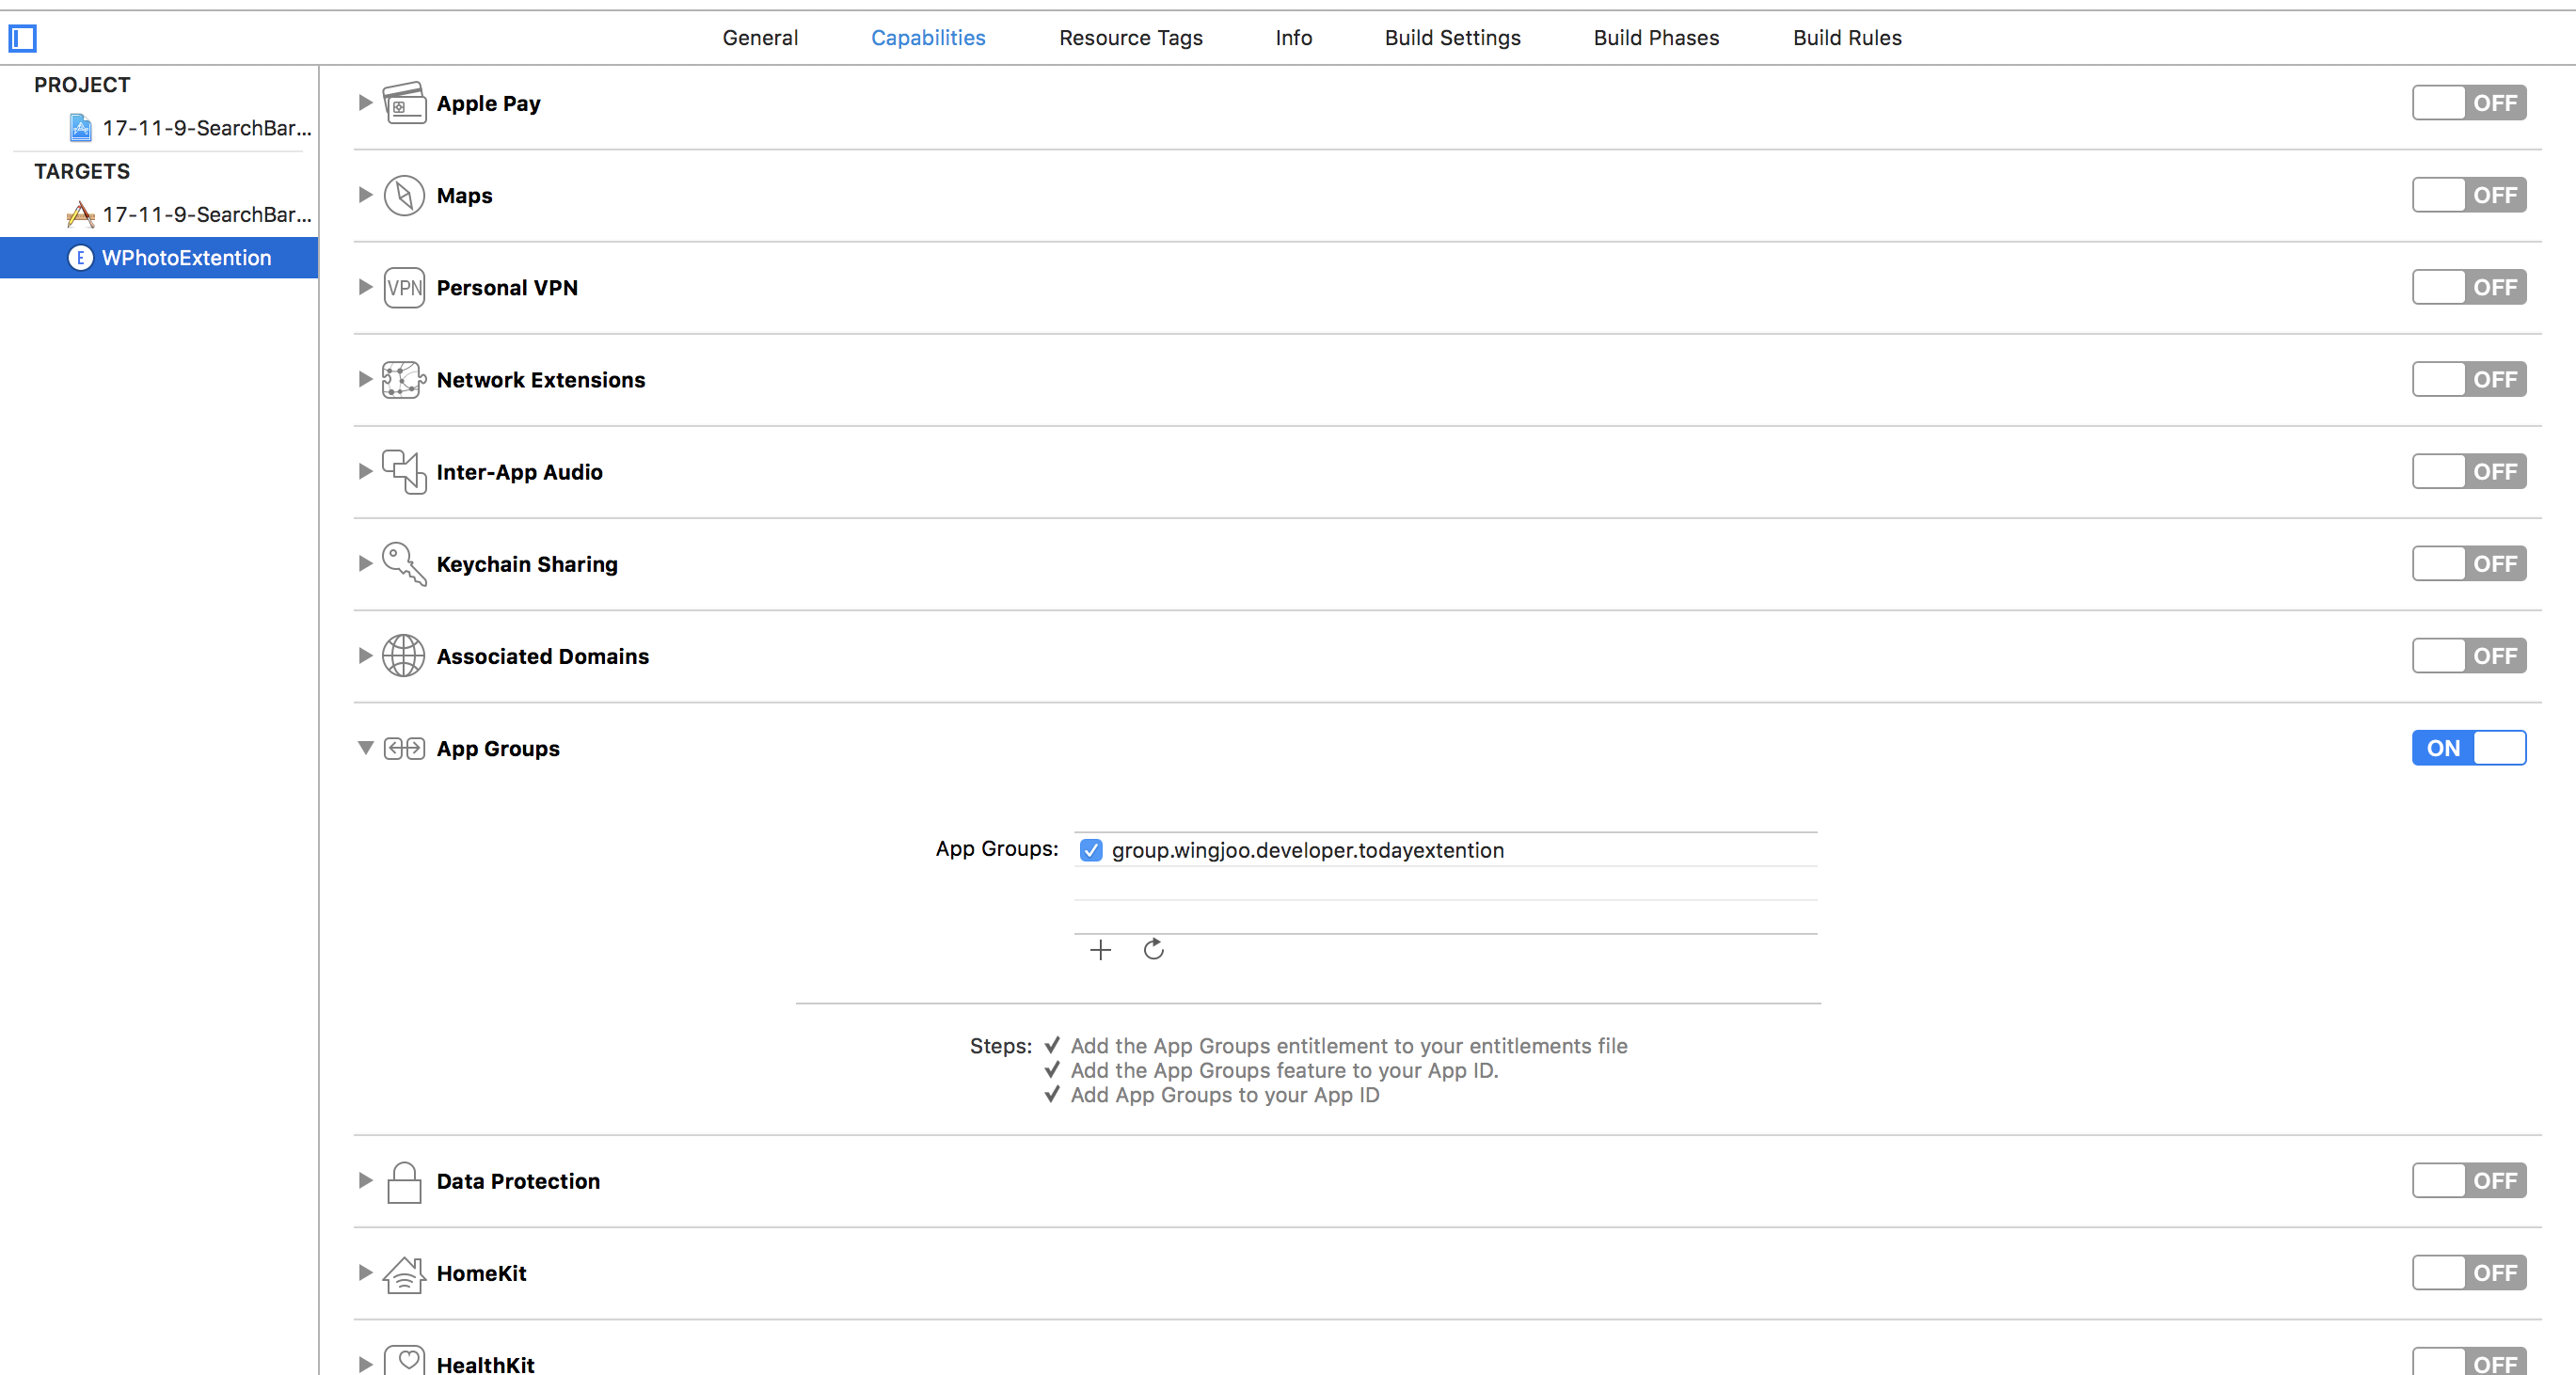 General Capabilities Resource Tags Info Build Settings Build Phases Build Rules
PROJECT
17-11-9-SearchBar...
TARGETS
17-11-9-SearchBar...
E WPhotoExtention
Apple Pay OFF
Maps OFF
VPN Personal VPN OFF
Network Extensions OFF
Inter-App Audio OFF
Keychain Sharing OFF
Associated Domains OFF
App Groups ON
App Groups: group.wingjoo.developer.todayextention
Steps: Add the App Groups entitlement to your entitlements file
Add the App Groups feature to your App ID.
Add App Groups to your App ID
Data Protection OFF
HomeKit OFF
HealthKit OFF